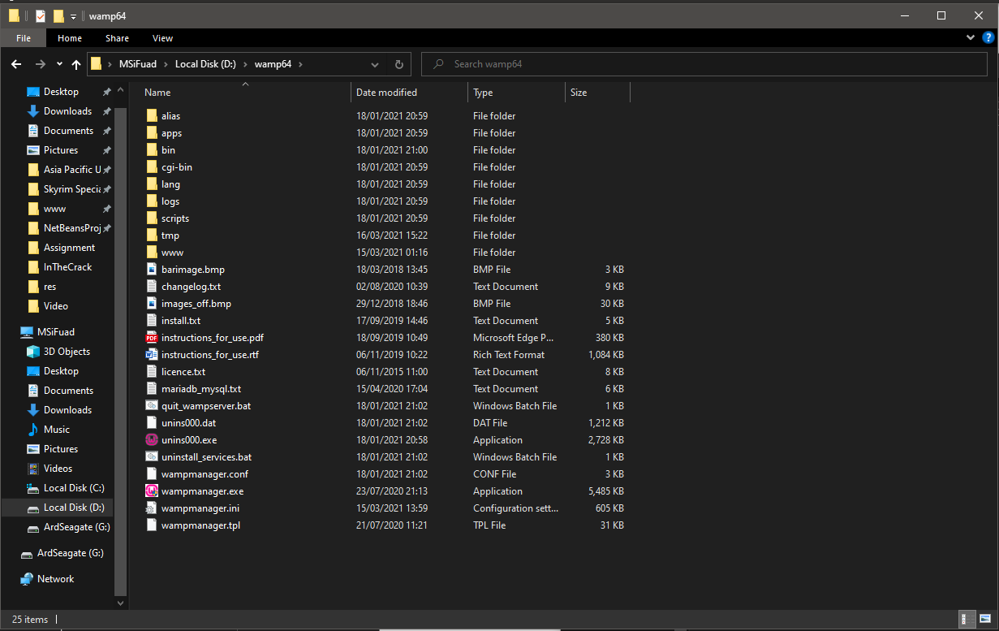 wamp64
File Home Share View
MSiFuad Local Disk (D:) wamp64
Search wamp64
Desktop
Downloads
Documents
Pictures
Asia Pacific U
Skyrim Specia
www
NetBeansProj
Assignment
InTheCrack
res
Video
MSiFuad
3D Objects
Desktop
Documents
Downloads
Music
Pictures
Videos
Local Disk (C:)
Local Disk (D:)
ArdSeagate (G:)
ArdSeagate (G:)
Network
Name Date modified Type Size
alias 18/01/2021 20:59 File folder
apps 18/01/2021 20:59 File folder
bin 18/01/2021 21:00 File folder
cgi-bin 18/01/2021 20:59 File folder
lang 18/01/2021 20:59 File folder
logs 18/01/2021 20:59 File folder
scripts 18/01/2021 20:59 File folder
tmp 16/03/2021 15:22 File folder
www 15/03/2021 01:16 File folder
barimage.bmp 18/03/2018 13:45 BMP File 3 KB
changelog.txt 02/08/2020 10:39 Text Document 9 KB
images_off.bmp 29/12/2018 18:46 BMP File 30 KB
install.txt 17/09/2019 14:46 Text Document 5 KB
instructions_for_use.pdf 18/09/2019 10:49 Microsoft Edge P... 380 KB
instructions_for_use.rtf 06/11/2019 10:22 Rich Text Format 1,084 KB
licence.txt 06/11/2015 11:00 Text Document 8 KB
mariadb_mysql.txt 15/04/2020 17:04 Text Document 6 KB
quit_wampserver.bat 18/01/2021 21:02 Windows Batch File 1 KB
unins000.dat 18/01/2021 21:02 DAT File 1,212 KB
unins000.exe 18/01/2021 20:58 Application 2,728 KB
uninstall_services.bat 18/01/2021 21:02 Windows Batch File 1 KB
wampmanager.conf 18/01/2021 21:02 CONF File 3 KB
wampmanager.exe 23/07/2020 21:13 Application 5,485 KB
wampmanager.ini 15/03/2021 13:59 Configuration sett... 605 KB
wampmanager.tpl 21/07/2020 11:21 TPL File 31 KB
25 items